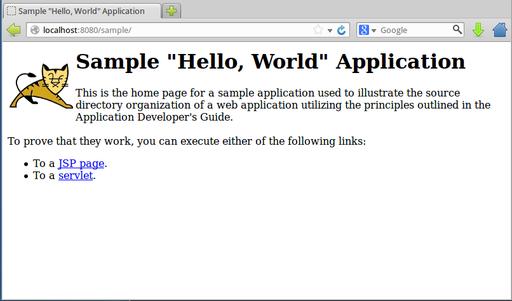 Sample "Hello, World" Application
localhost:8080/sample/
Google
Sample "Hello, World" Application
This is the home page for a sample application used to illustrate the source
directory organization of a web application utilizing the principles outlined in the
Application Developer's Guide.
To prove that they work, you can execute either of the following links:
• To a JSP page.
• To a servlet.